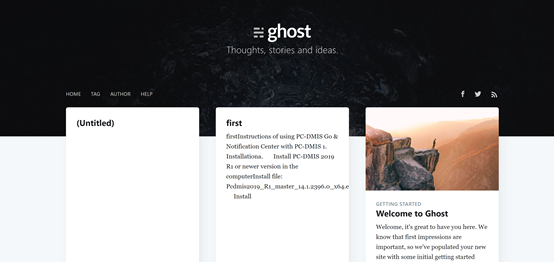 ghost
Thoughts, stories and ideas.
HOME TAG AUTHOR HELP
(Untitled)
first
firstInstructions of using PC-DMIS Go &
Notification Center with PC-DMIS 1.
Installationa. Install PC-DMIS 2019
R1 or newer version in the
computerInstall file:
Pcdmis2019_R1_master_14.1.2396.0_x64.e
Install
GETTING STARTED
Welcome to Ghost
Welcome, it's great to have you here. We
know that first impressions are
important, so we've populated your new
site with some initial getting started